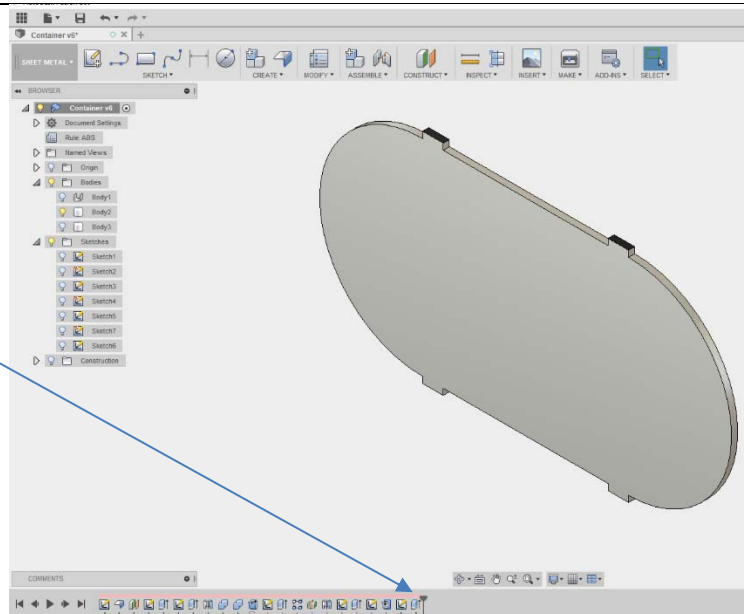 Container v6*
SHEET METAL
SKETCH
CREATE
MODIFY
ASSEMBLE
CONSTRUCT
INSPECT
INSERT
MAKE
ADD-INS
SELECT
BROWSER
Container v6
Document Settings
Rule: ABS
Named Views
Origin
Bodies
Body1
Body2
Body3
Sketches
Sketch1
Sketch2
Sketch3
Sketch4
Sketch5
Sketch7
Sketch6
Construction
COMMENTS